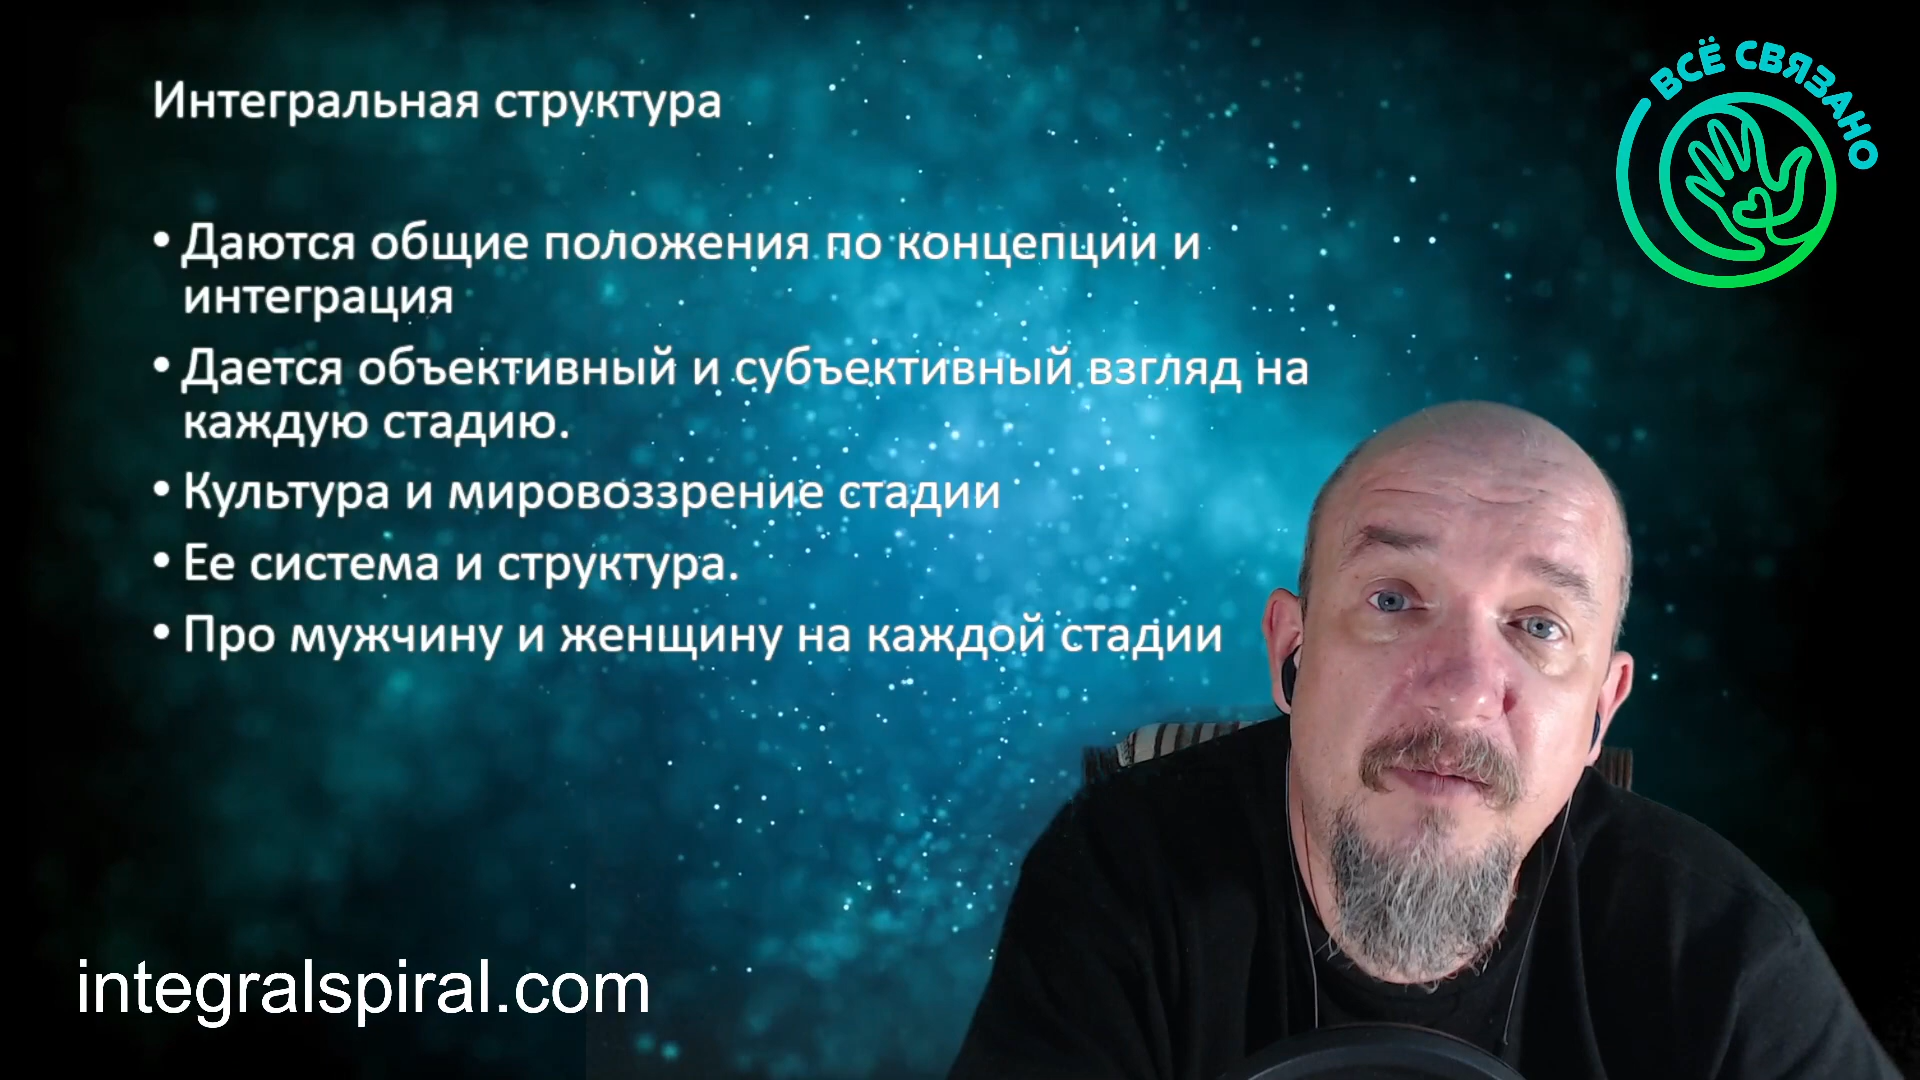 ВСЁ СВЯЗАНО
Интегральная структура
• Даются общие положения по концепции и
интеграция
• Дается объективный и субъективный взгляд на
каждую стадию.
• Культура и мировоззрение стадии
• Ее система и структура.
• Про мужчину и женщину на каждой стадии
integralspiral.com